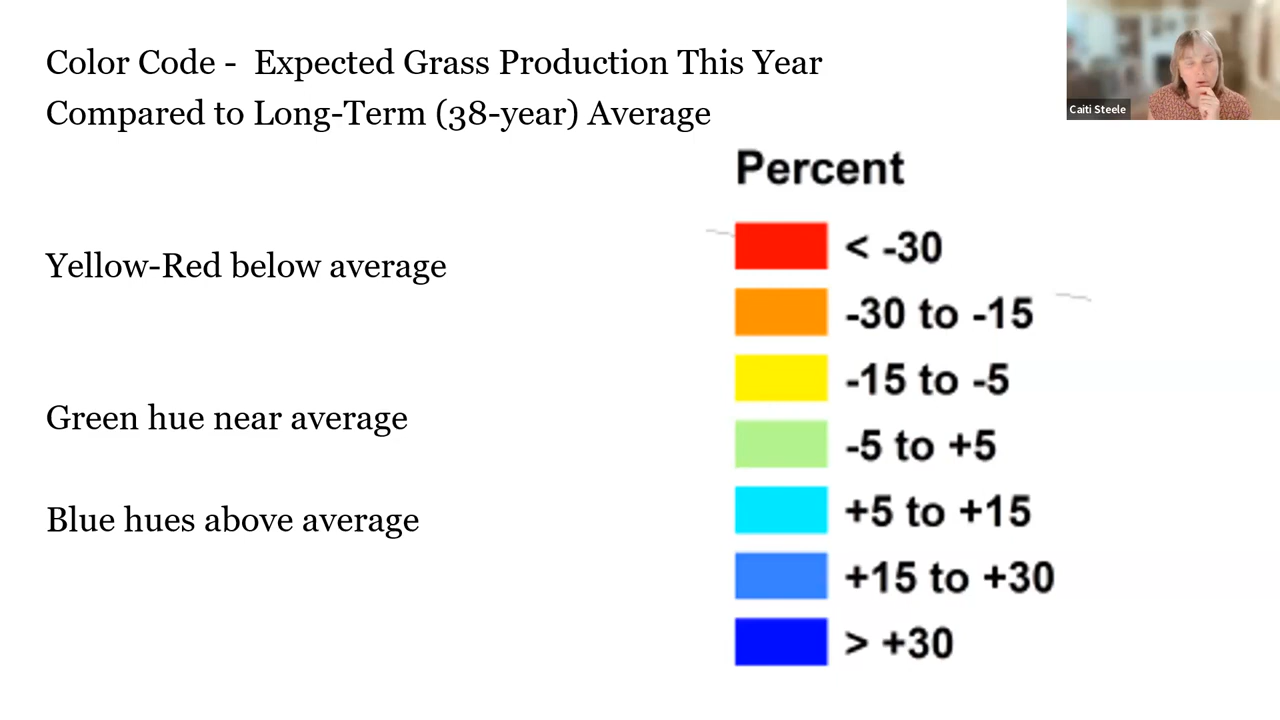 Color Code -  Expected Grass Production This Year
Compared to Long-Term (38-year) Average
Caiti Steele
Percent
Yellow-Red below average
< -30
-30 to -15
-15 to -5
Green hue near average
-5 to +5
Blue hues above average
+5 to +15
+15 to +30
> +30